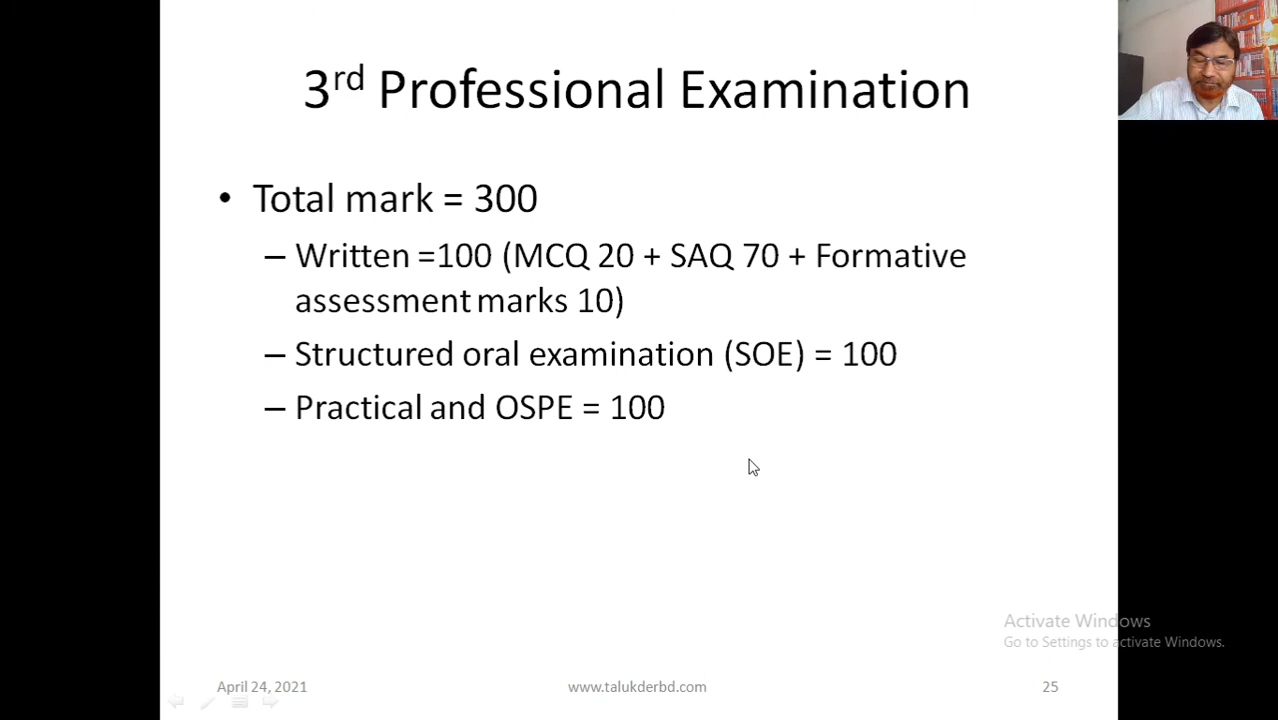 3rd Professional Examination
• Total mark = 300
– Written =100 (MCQ 20 + SAQ 70 + Formative
assessment marks 10)
– Structured oral examination (SOE) = 100
– Practical and OSPE = 100
Activate Windows
Go to Settings to activate Windows.
April 24, 2021
www.talukderbd.com
25